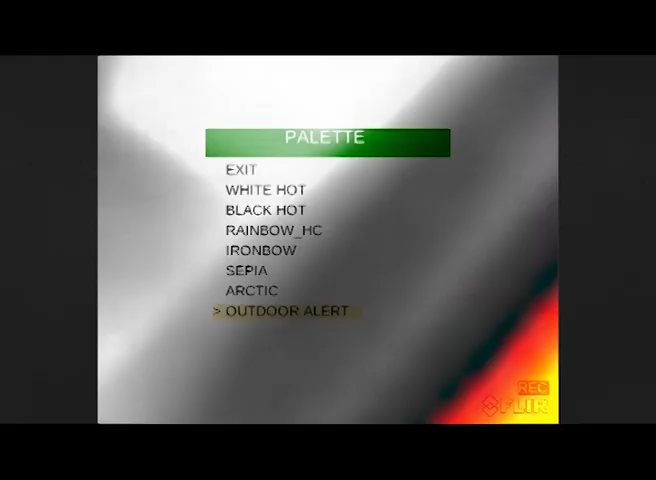 PALETTE
EXIT
WHITE HOT
BLACK HOT
RAINBOW_HC
IRONBOW
SEPIA
ARCTIC
> OUTDOOR ALERT
REC
FLIR